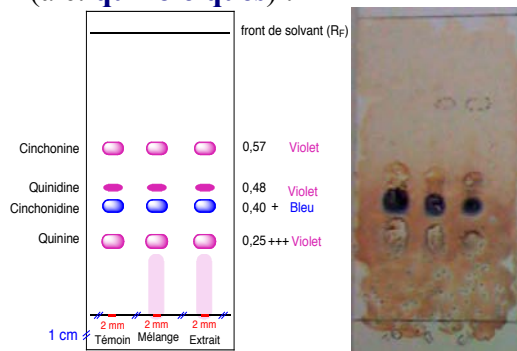 front de solvant (RF)
Cinchonine 0,57 Violet
Quinidine 0,48 Violet
Cinchonidine 0,40 + Bleu
Quinine 0,25 +++ Violet
2 mm 2 mm 2 mm
1 cm
Témoin Mélange Extrait